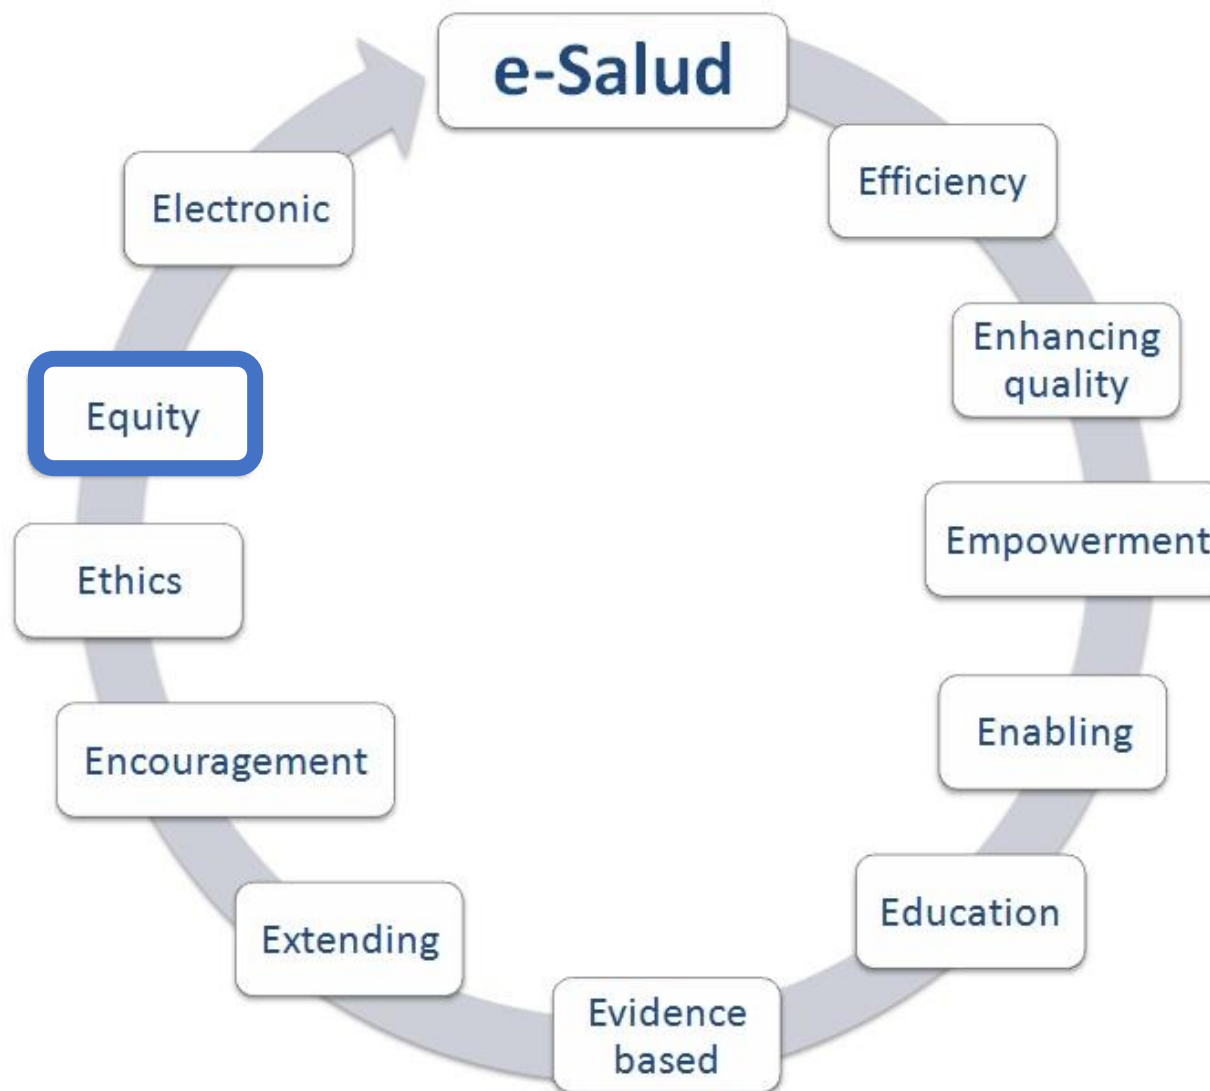 e-Salud
Efficiency
Enhancing
quality
Empowerment
Enabling
Education
Evidence
based
Extending
Encouragement
Ethics
Equity
Electronic